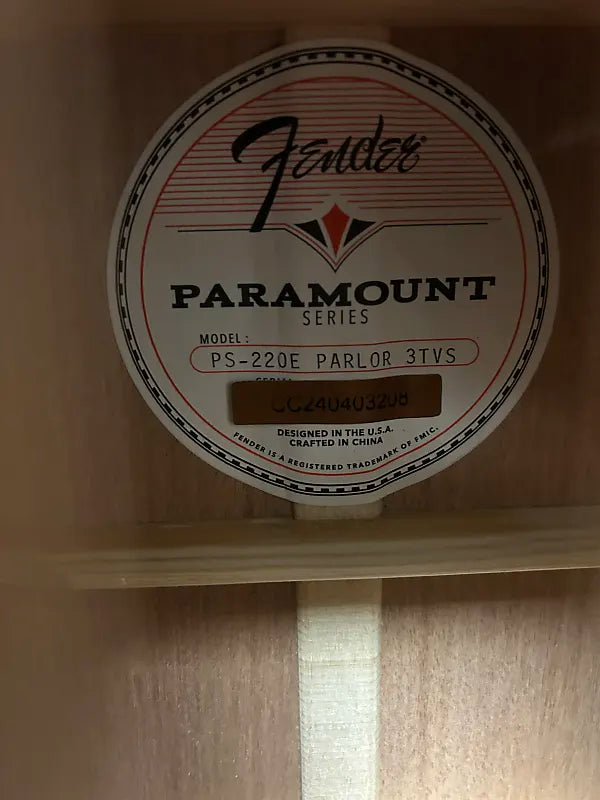 Fender
PARAMOUNT
SERIES
MODEL:
PS-220E PARLOR 3TVS
CC240403208
DESIGNED IN THE U.S.A.
CRAFTED IN CHINA
FENDER IS A REGISTERED TRADEMARK OF FMIC.